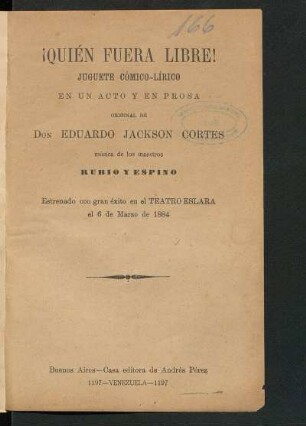 166
¡QUIÉN FUERA LIBRE!
JUGUETE CÓMICO-LÍRICO
EN UN ACTO Y EN PROSA
ORIGINAL DE
DON EDUARDO JACKSON CORTES
música de los maestros
RUBIO Y ESPINO
Estrenado con gran éxito en el TEATRO ESLARA
el 6 de Marzo de 1884
Buenos Aires—Casa editora de Andrés Pérez
1197—VENEZUELA—1197